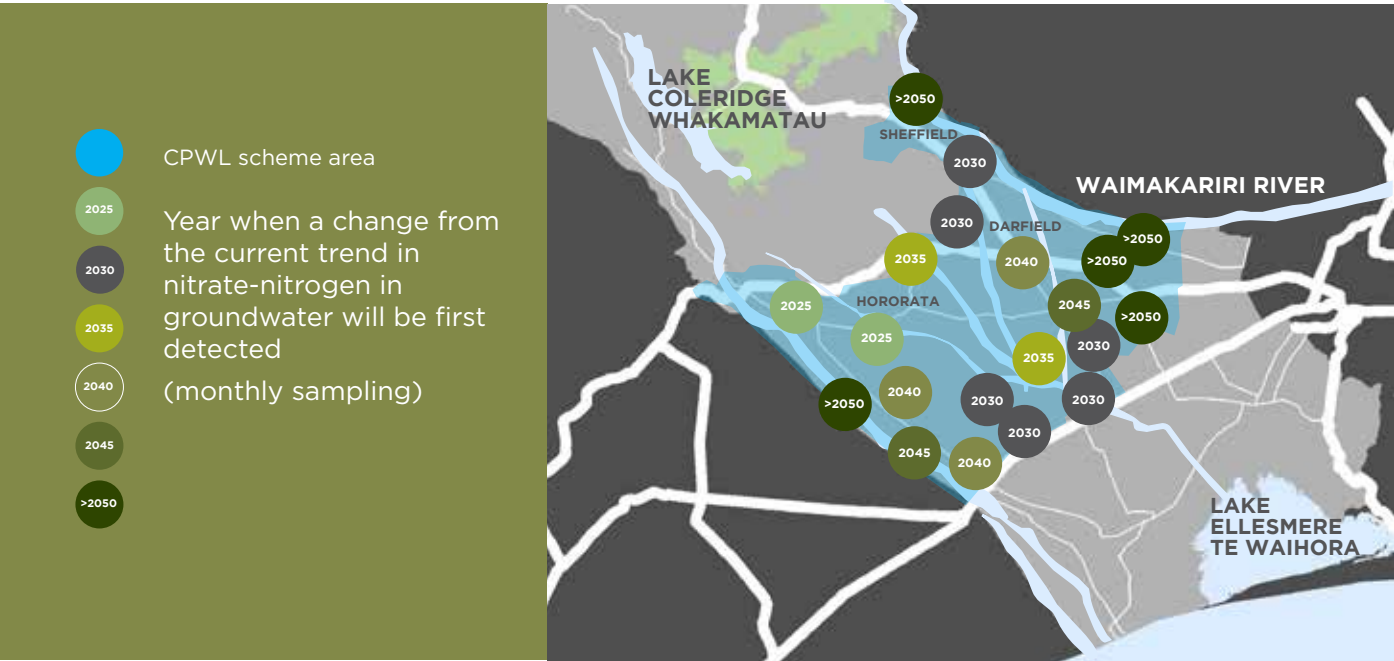 CPWL scheme area
2025
Year when a change from
the current trend in
nitrate-nitrogen in
groundwater will be first
detected
(monthly sampling)
2030
2035
2040
2045
>2050
LAKE
COLERIDGE
WHAKAMATAU
>2050
SHEFFIELD
2030
WAIMAKARIRI RIVER
2030
DARFIELD
>2050
>2050
2035
2040
2025
HORORATA
2045
>2050
2025
2030
2035
2040
>2050
2030
2030
2030
2045
2040
LAKE
ELLESMERE
TE WAIHORA